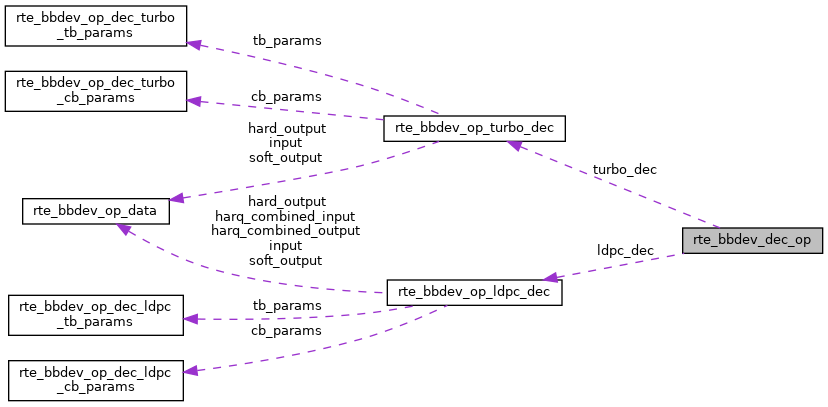 rte_bbdev_op_dec_turbo
_tb_params
tb_params
rte_bbdev_op_dec_turbo
_cb_params
cb_params
rte_bbdev_op_turbo_dec
hard_output
input
soft_output
turbo_dec
rte_bbdev_op_data
hard_output
harq_combined_input
harq_combined_output
input
soft_output
rte_bbdev_dec_op
ldpc_dec
rte_bbdev_op_ldpc_dec
rte_bbdev_op_dec_ldpc
_tb_params
tb_params
cb_params
rte_bbdev_op_dec_ldpc
_cb_params